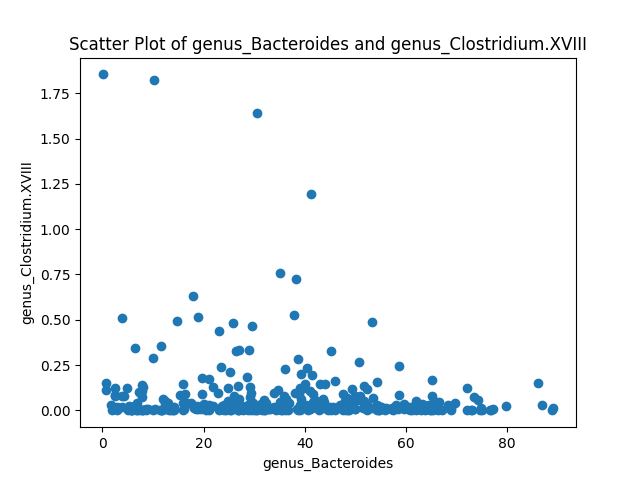 Scatter Plot of genus_Bacteroides and genus_Clostridium.XVIII
1.75
1.50
1.25
1.00
0.75
0.50
0.25
0.00
genus_Clostridium.XVIII
0 20 40 60 80
genus_Bacteroides